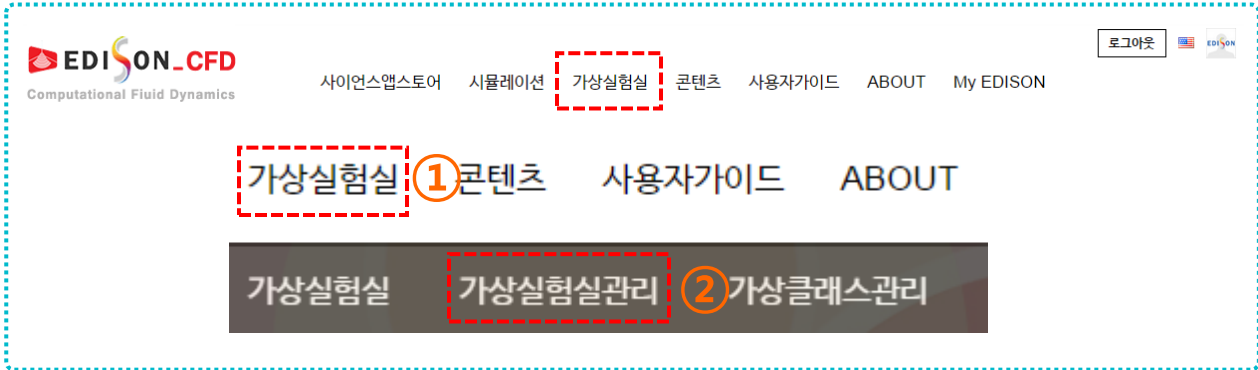 로그아웃 EDISON
EDISON_CFD
Computational Fluid Dynamics
사이언스앱스토어 시뮬레이션 가상실험실 콘텐츠 사용자가이드 ABOUT My EDISON
가상실험실 ① 콘텐츠 사용자가이드 ABOUT
가상실험실 가상실험실관리 ② 가상클래스관리